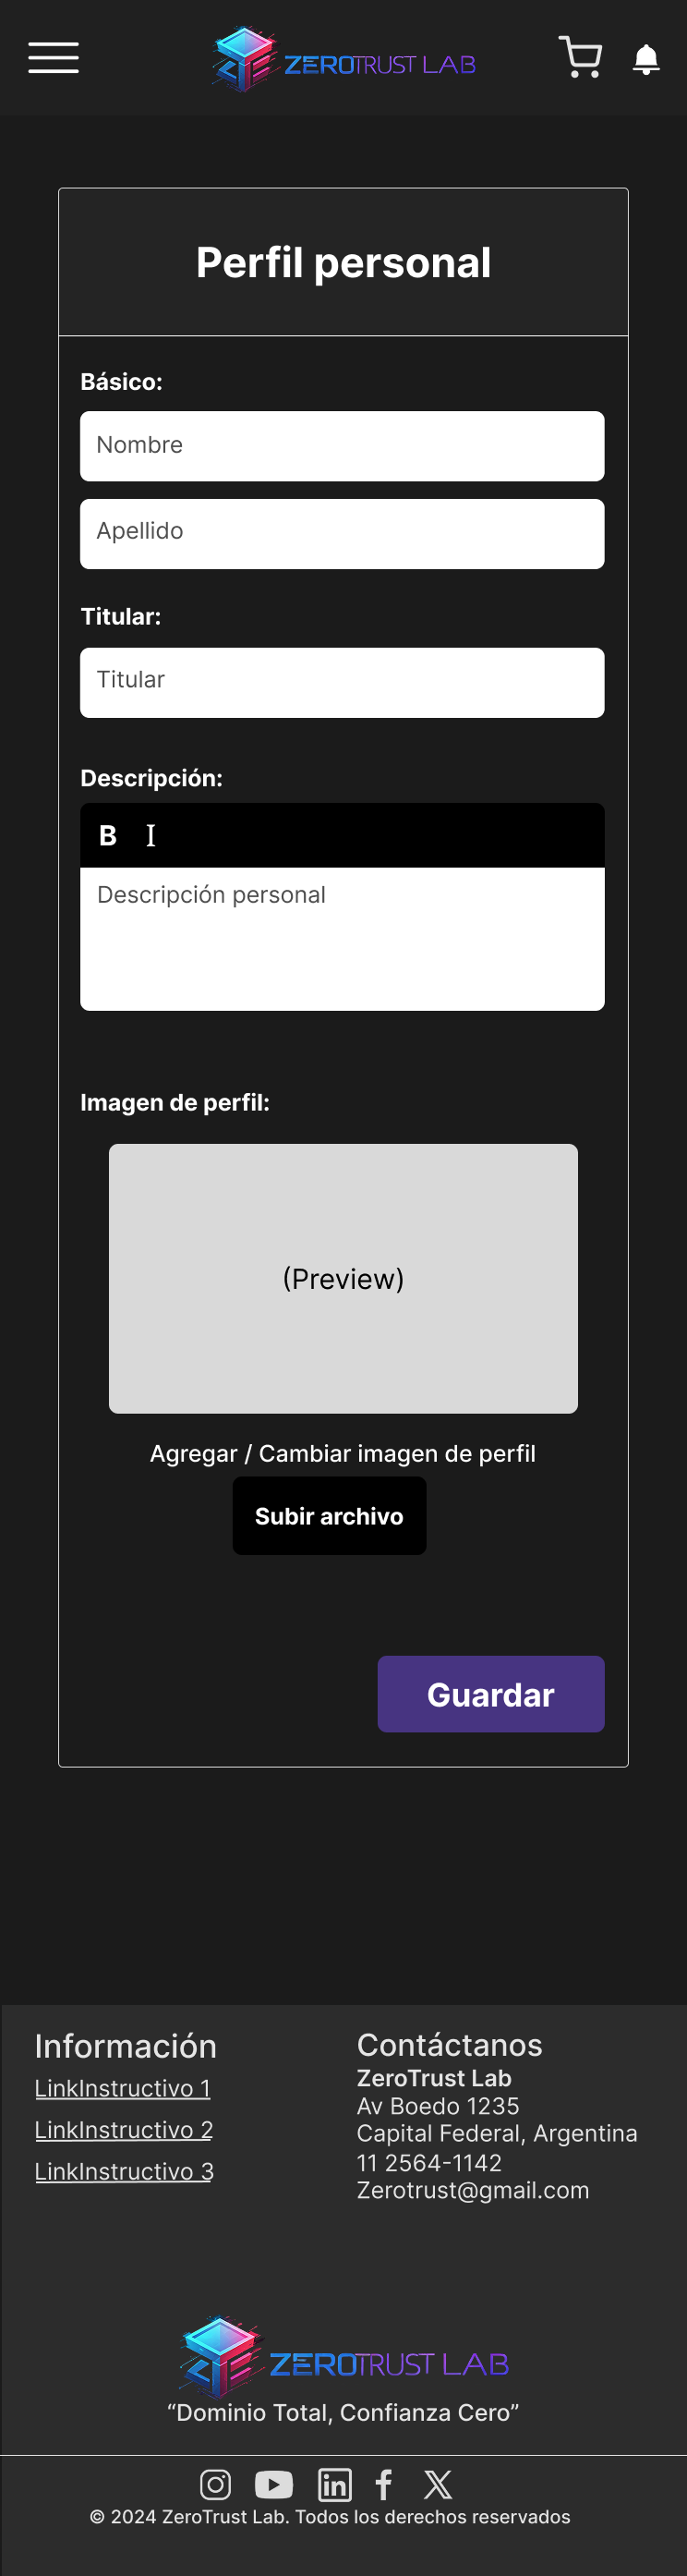 ZEROTRUST LAB
Perfil personal
Básico:
Nombre
Apellido
Titular:
Titular
Descripción:
B I
Descripción personal
Imagen de perfil:
(Preview)
Agregar / Cambiar imagen de perfil
Subir archivo
Guardar
Información
LinkInstructivo 1
LinkInstructivo 2
LinkInstructivo 3
Contáctanos
ZeroTrust Lab
Av Boedo 1235
Capital Federal, Argentina
11 2564-1142
Zerotrust@gmail.com
ZEROTRUST LAB
“Dominio Total, Confianza Cero”
© 2024 ZeroTrust Lab. Todos los derechos reservados